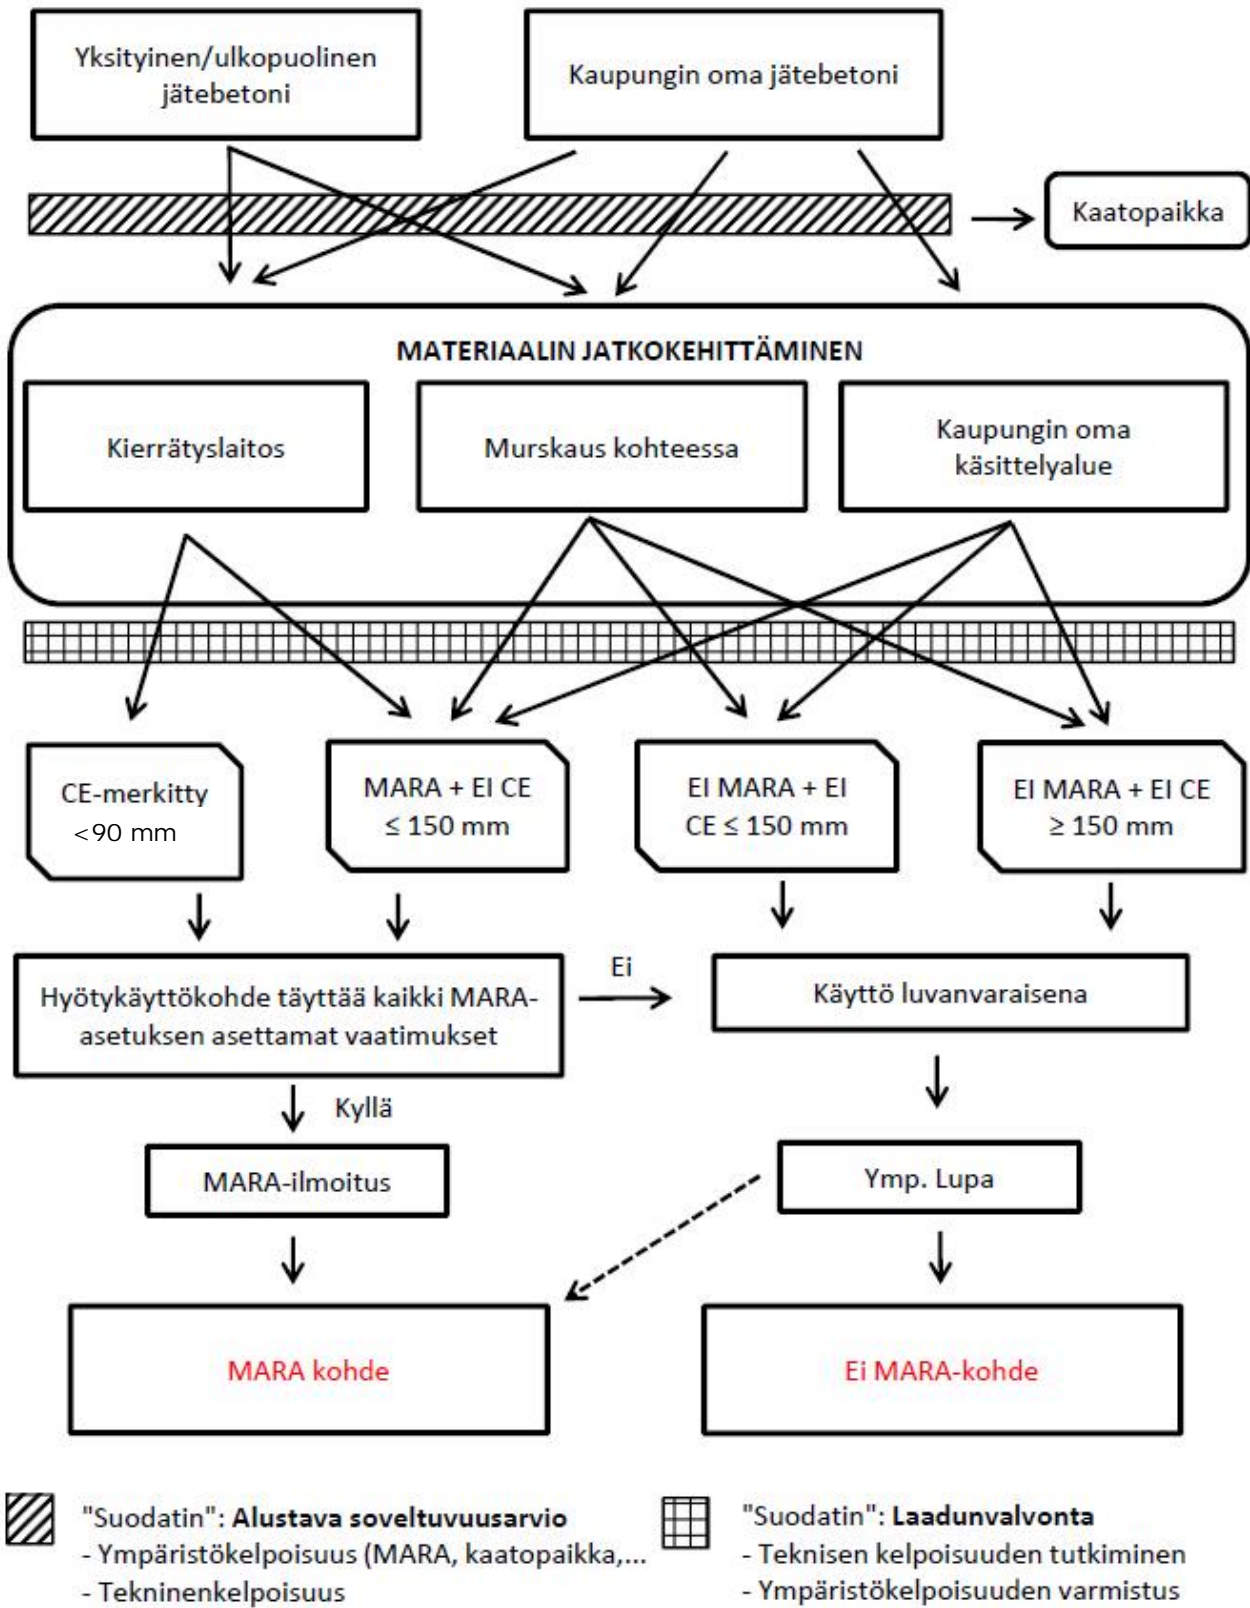 Yksityinen/ulkopuolinen
jätebetoni
Kaupungin oma jätebetoni
Kaatopaikka
MATERIAALIN JATKOKEHITTÄMINEN
Kierrätyslaitos
Murskaus kohteessa
Kaupungin oma
käsittelyalue
CE-merkitty
<90 mm
MARA + EI CE
≤ 150 mm
EI MARA + EI
CE ≤ 150 mm
EI MARA + EI CE
≥ 150 mm
Hyötykäyttökohde täyttää kaikki MARA-
asetuksen asettamat vaatimukset
Ei
Käyttö luvanvaraisena
Kyllä
MARA-ilmoitus
Ymp. Lupa
MARA kohde
Ei MARA-kohde
"Suodatin": Alustava soveltuvuusarvio
- Ympäristökelpoisuus (MARA, kaatopaikka,...
- Tekninenkelpoisuus
"Suodatin": Laadunvalvonta
- Teknisen kelpoisuuden tutkiminen
- Ympäristökelpoisuuden varmistus